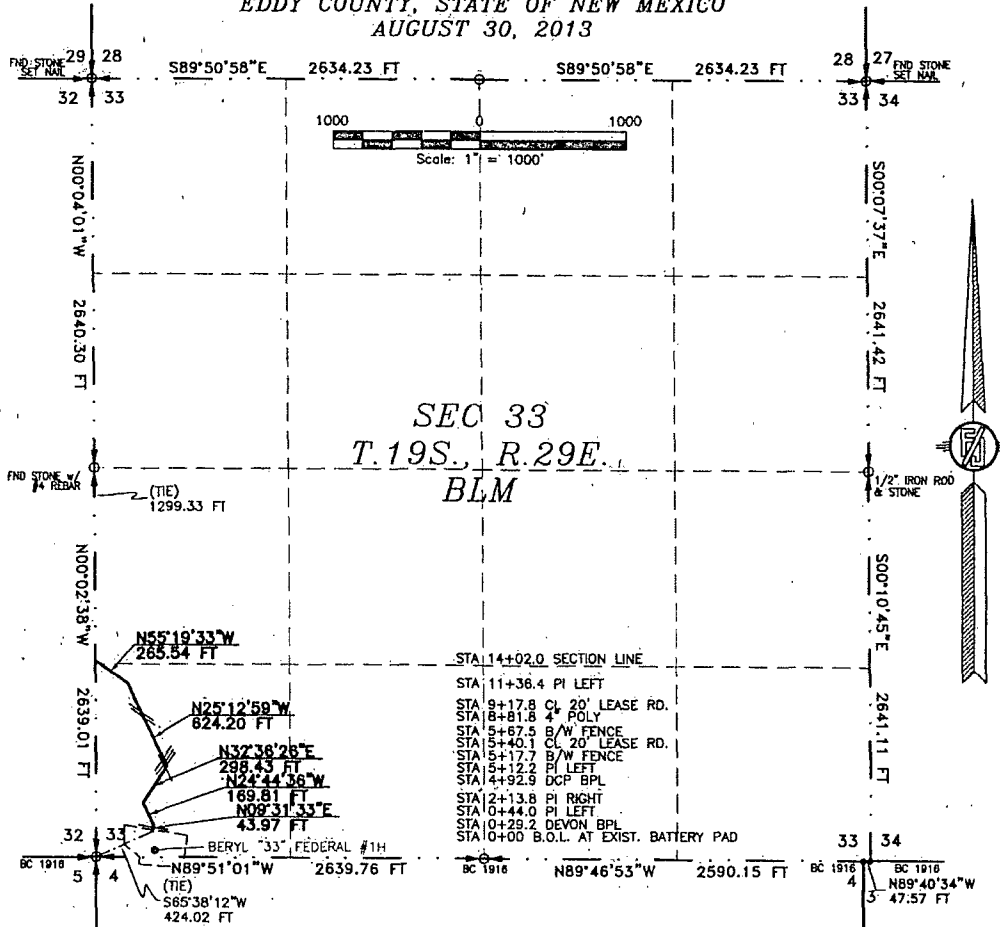 EDDY COUNTY, STATE OF NEW MEXICO
AUGUST 30, 2013
FND STONE
SET NAIL
29 28
32 33
S89°50'58"E 2634.23 FT
S89°50'58"E 2634.23 FT
28 27
33 34
FND STONE
SET NAIL
1000 0 1000
Scale: 1" = 1000'
N00°04'01"W 2640.30 FT
S00°07'37"E 2641.42 FT
SEC 33
T.19S., R.29E.
BLM
FND STONE w/
#4 REBAR
(TIE)
1299.33 FT
1/2" IRON ROD
& STONE
N00°02'38"W 2639.01 FT
S00°10'45"E 2641.11 FT
N55°19'33"W
265.54 FT
N25°12'59"W
624.20 FT
N32°36'26"E
298.43 FT
N24°44'36"W
169.81 FT
N09°31'33"E
43.97 FT
STA 14+02.0 SECTION LINE
STA 11+36.4 PI LEFT
STA 9+17.8 CL 20' LEASE RD.
STA 8+81.8 4" POLY
STA 5+67.5 B/W FENCE
STA 5+40.1 CL 20' LEASE RD.
STA 5+17.7 B/W FENCE
STA 5+12.2 PI LEFT
STA 4+92.9 DCP BPL
STA 2+13.8 PI RIGHT
STA 0+44.0 PI LEFT
STA 0+29.2 DEVON BPL
STA 0+00 B.O.L. AT EXIST. BATTERY PAD
BERYL "33" FEDERAL #1H
32 33
5 4
BC 1916
N89°51'01"W 2639.76 FT
BC 1916
N89°46'53"W 2590.15 FT
BC 1916
33 34
4 3
BC 1916
N89°40'34"W
47.57 FT
(TIE)
S65°38'12"W
424.02 FT